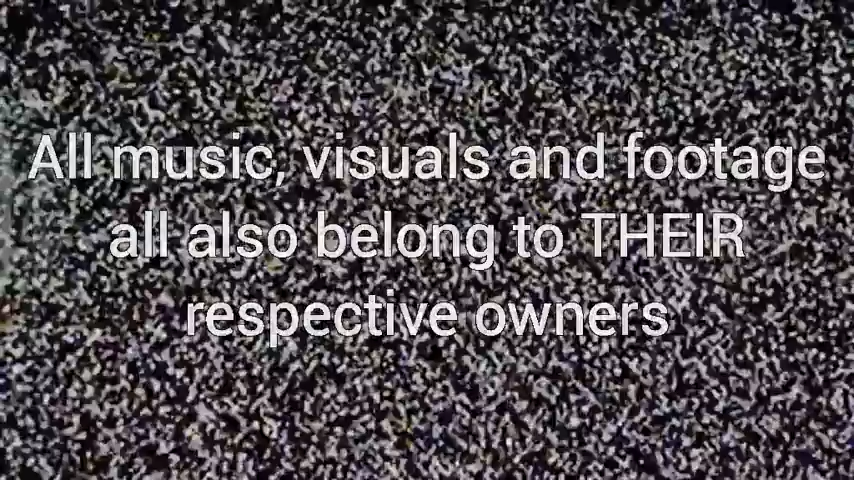 All music, visuals and footage
all also belong to THEIR
respective owners